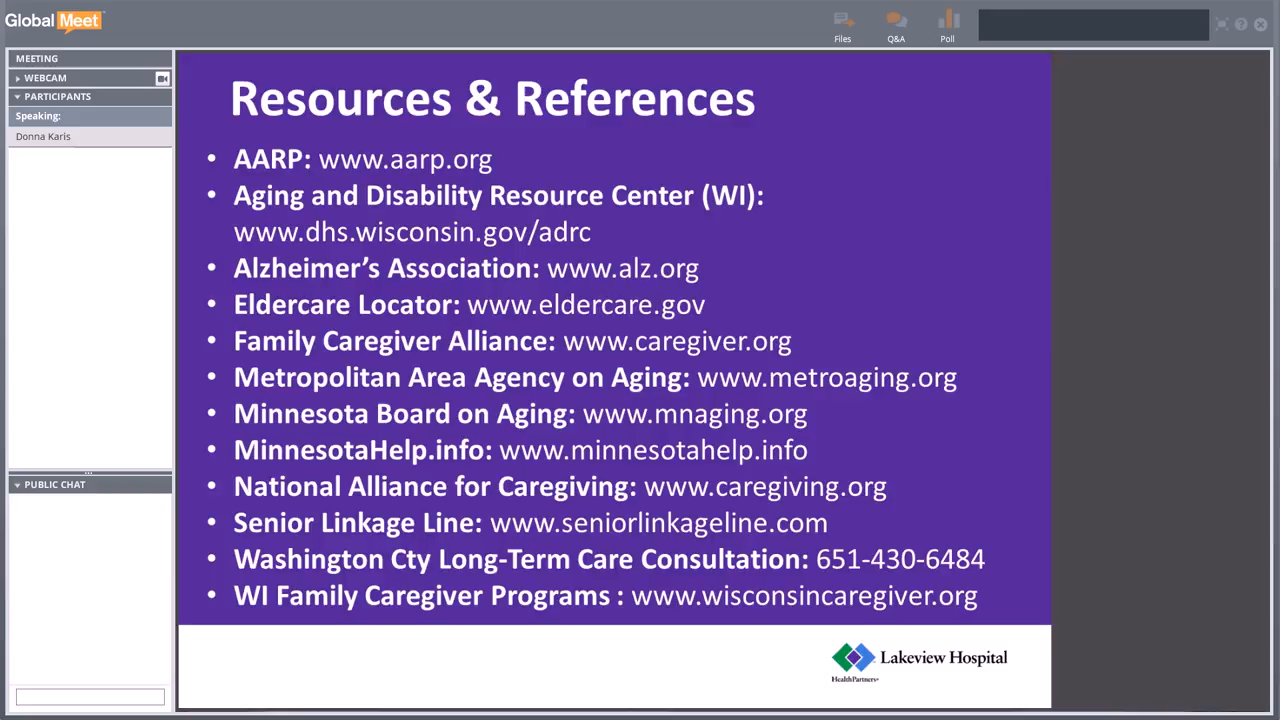 Global Meet
Files
Q&A
Poll
MEETING
WEBCAM
PARTICIPANTS
Speaking:
Donna Karis
PUBLIC CHAT
Resources & References
• AARP: www.aarp.org
• Aging and Disability Resource Center (WI):
www.dhs.wisconsin.gov/adrc
• Alzheimer’s Association: www.alz.org
• Eldercare Locator: www.eldercare.gov
• Family Caregiver Alliance: www.caregiver.org
• Metropolitan Area Agency on Aging: www.metroaging.org
• Minnesota Board on Aging: www.mnaging.org
• MinnesotaHelp.info: www.minnesotahelp.info
• National Alliance for Caregiving: www.caregiving.org
• Senior Linkage Line: www.seniorlinkageline.com
• Washington Cty Long-Term Care Consultation: 651-430-6484
• WI Family Caregiver Programs : www.wisconsincaregiver.org
Lakeview Hospital
HealthPartners